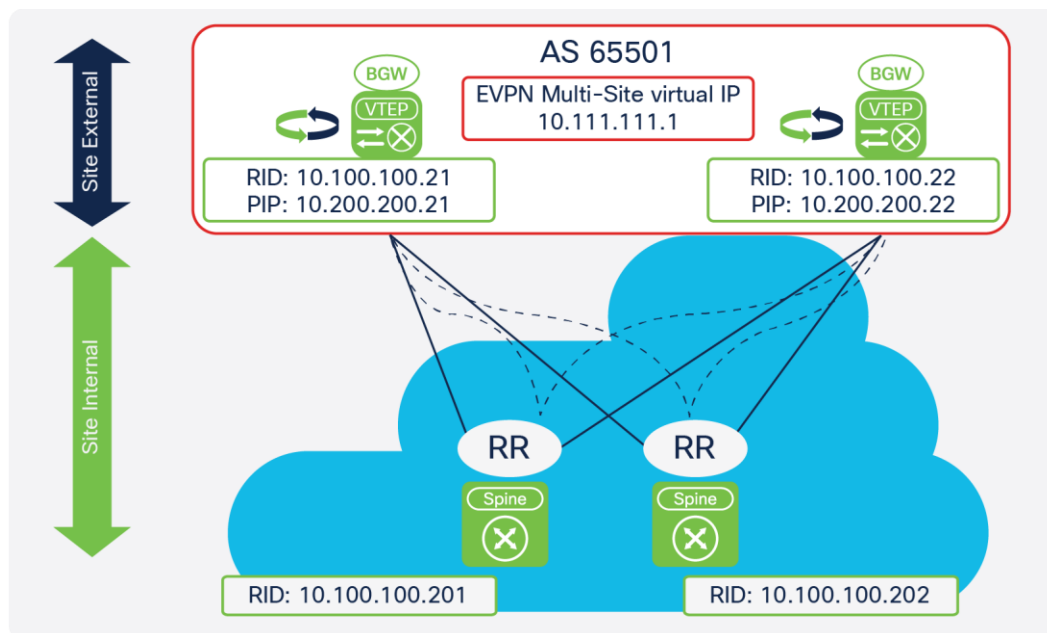 Site External
AS 65501
BGW
VTEP
EVPN Multi-Site virtual IP
10.111.111.1
BGW
VTEP
RID: 10.100.100.21
PIP: 10.200.200.21
RID: 10.100.100.22
PIP: 10.200.200.22
Site Internal
RR
RR
Spine
Spine
RID: 10.100.100.201
RID: 10.100.100.202